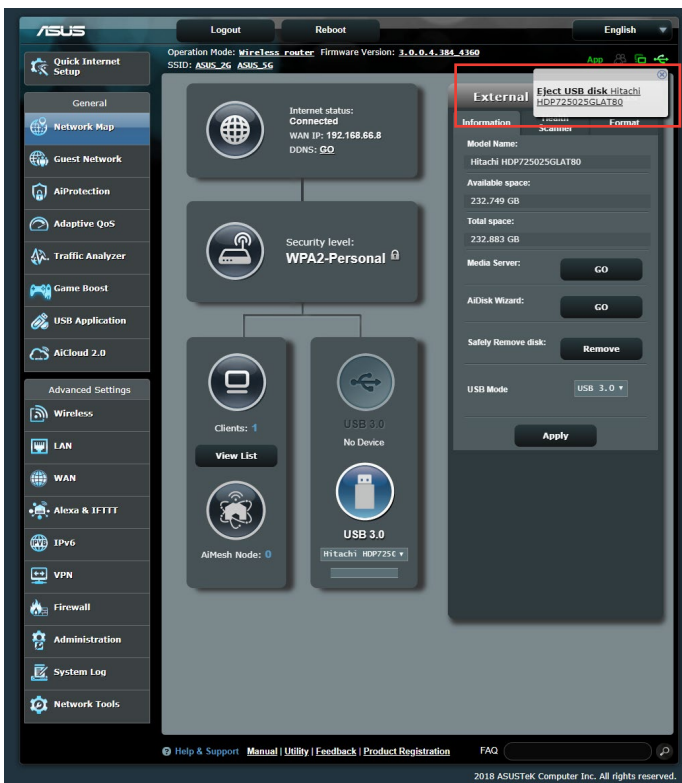 ASUS
Logout
Reboot
English
Quick Internet
Setup
Operation Mode: Wireless router Firmware Version: 3.0.0.4.384_4360
SSID: ASUS_2G ASUS_5G
App
General
Network Map
Guest Network
AiProtection
Adaptive QoS
Traffic Analyzer
Game Boost
USB Application
AiCloud 2.0
Advanced Settings
Wireless
LAN
WAN
Alexa & IFTTT
IPv6
VPN
Firewall
Administration
System Log
Network Tools
Internet status:
Connected
WAN IP: 192.168.66.8
DDNS: GO
Security level:
WPA2-Personal
Clients: 1
View List
AiMesh Node: 0
USB 3.0
No Device
USB 3.0
Hitachi HDP725C
External
Eject USB disk Hitachi
HDP725025GLAT80
Information
Health
Scanner
Format
Model Name:
Hitachi HDP725025GLAT80
Available space:
232.749 GB
Total space:
232.883 GB
Media Server:
GO
AiDisk Wizard:
GO
Safely Remove disk:
Remove
USB Mode
USB 3.0
Apply
Help & Support Manual | Utility | Feedback | Product Registration
FAQ
2018 ASUSTeK Computer Inc. All rights reserved.